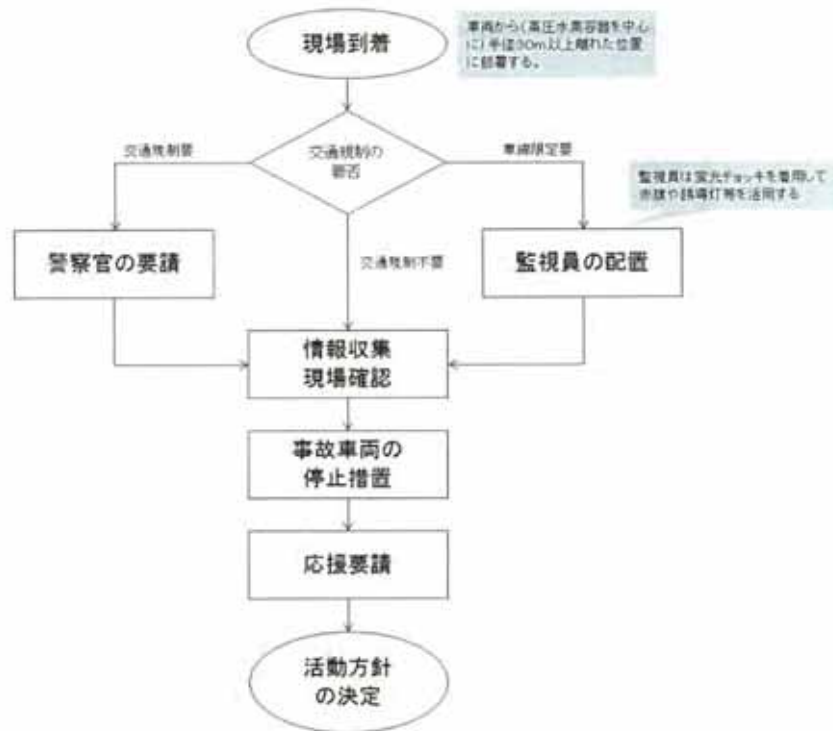 現場到着
車両から(高圧水素容器を中心
に)半径30m以上離れた位置
に部署する。
交通規制の
要否
交通規制要
車線限定要
監視員は蛍光チョッキを着用して
赤旗や誘導灯等を活用する
警察官の要請
交通規制不要
監視員の配置
情報収集
現場確認
事故車両の
停止措置
応援要請
活動方針
の決定